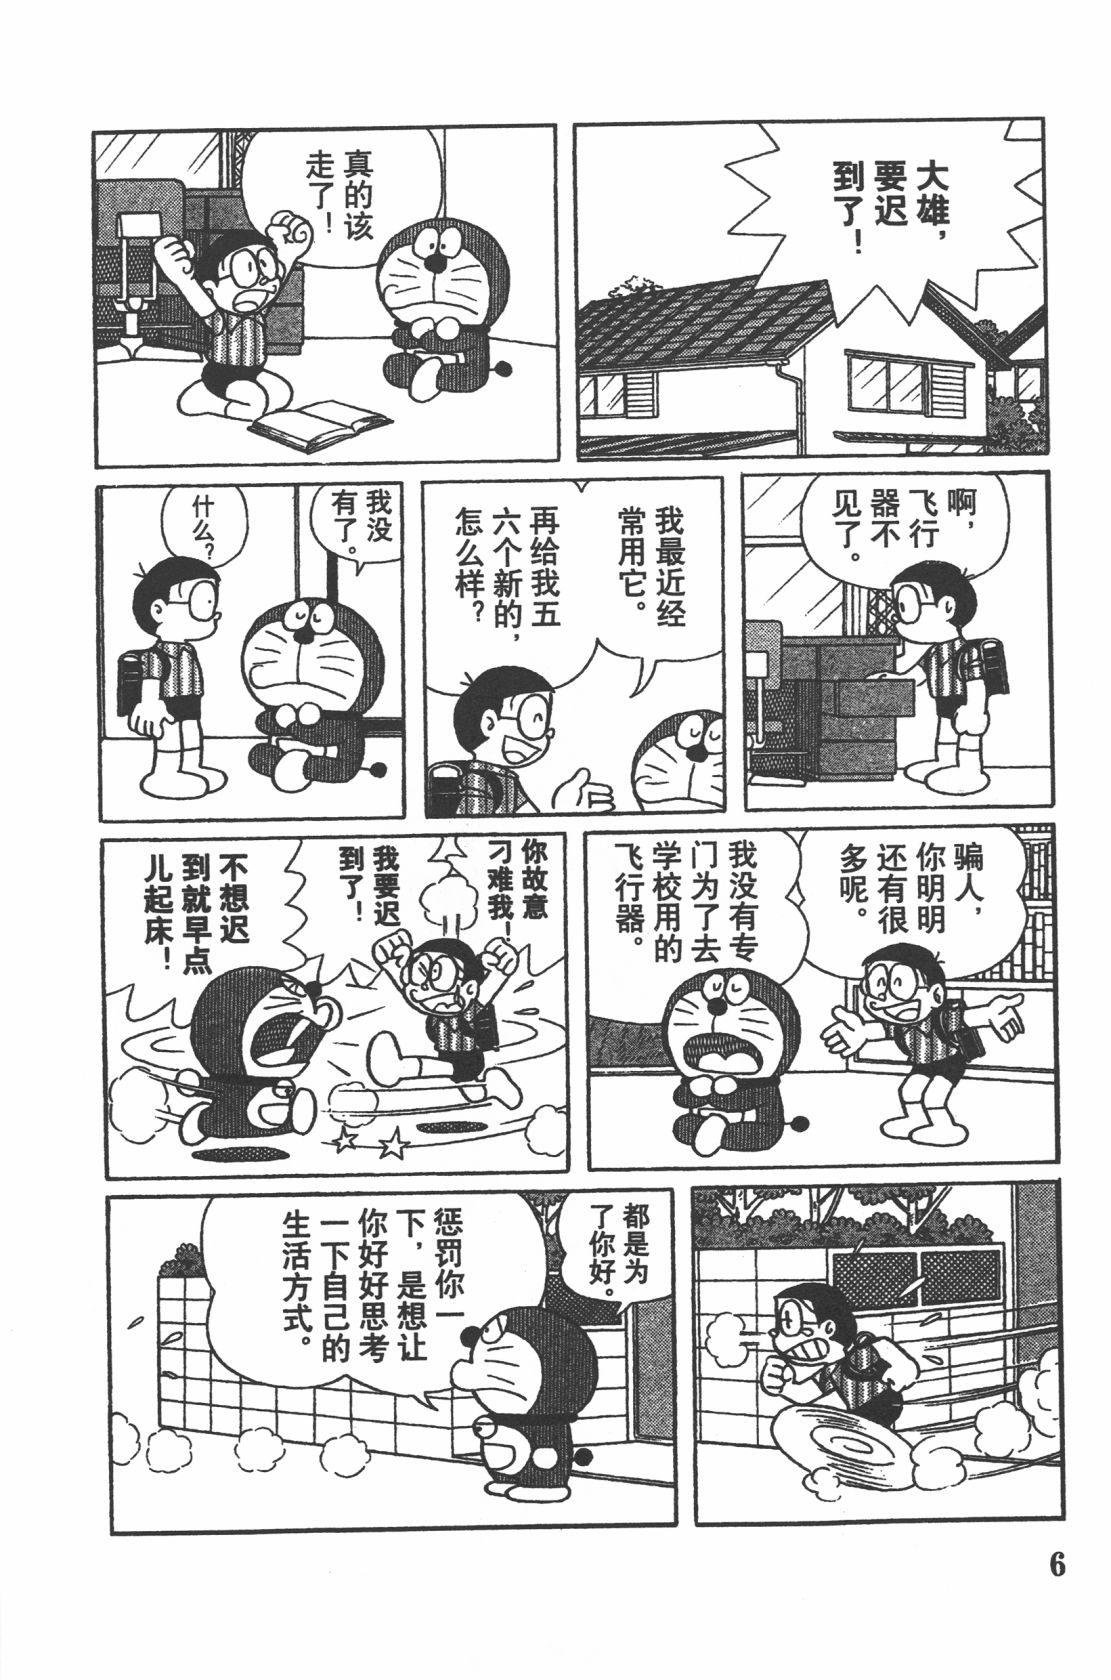 大雄，
要迟
到了！
真的该
走了！
啊，
飞行
器不
见了。
我最近经
常用它。
再给我五
六个新的，
怎么样？
我没
有了。
什么？
骗人，
你明明
还有很
多呢。
我没有专
门为了去
学校用的
飞行器。
你故意
刁难我！
我要迟
到了！
不想迟
到就早点
儿起床！
都是为
了你好。
惩罚你一
下，是想让
你好好思考
一下自己的
生活方式。
6